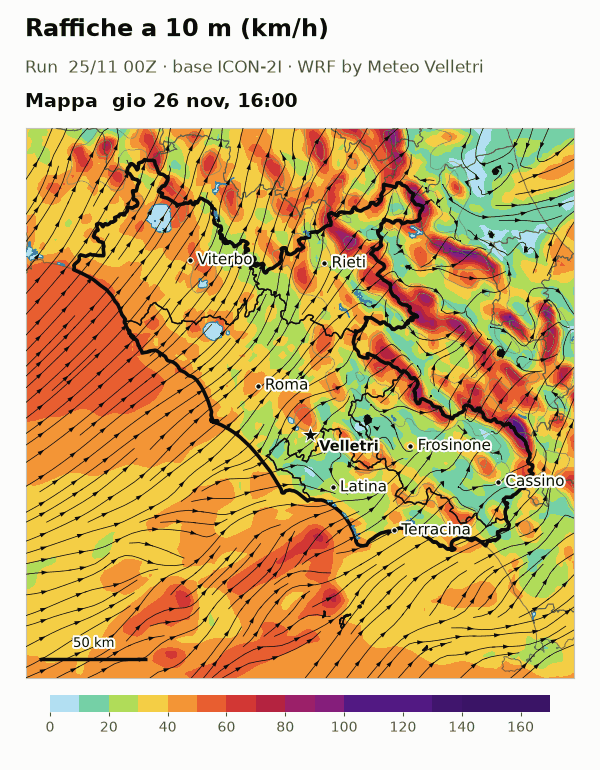 Raffiche a 10 m (km/h)
Run  25/11 00Z · base ICON-2I · WRF by Meteo Velletri
Mappa  gio 26 nov, 16:00
Viterbo
Rieti
Roma
Velletri
Frosinone
Latina
Cassino
Terracina
50 km
0 20 40 60 80 100 120 140 160